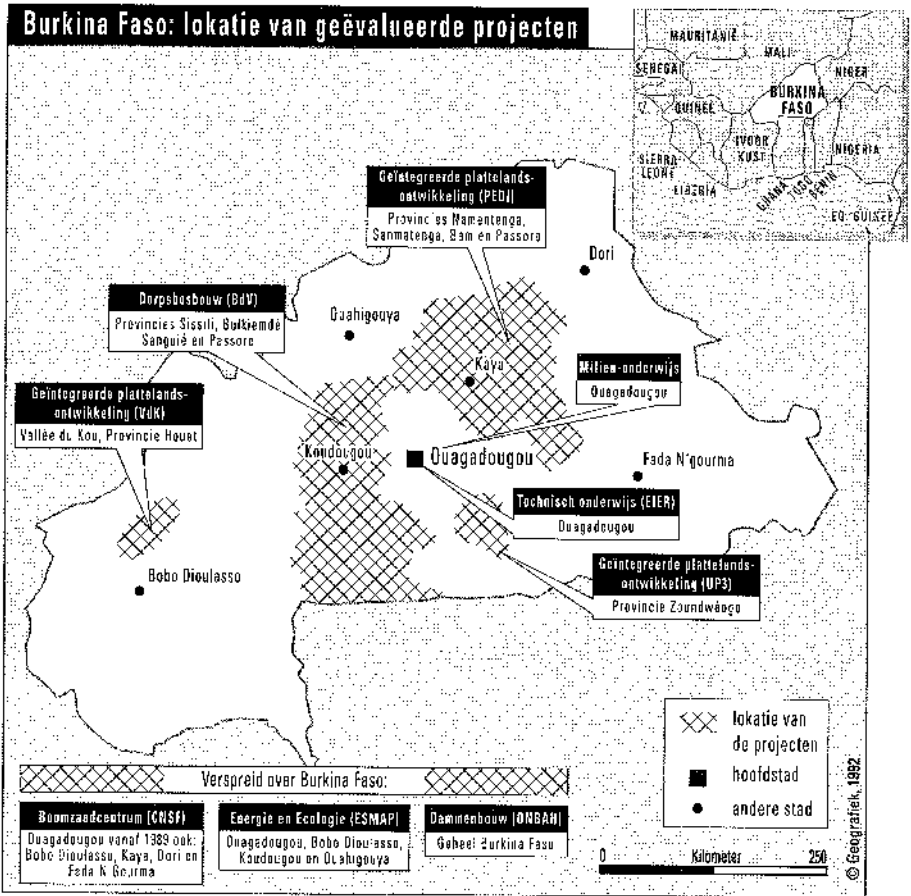 Burkina Faso: lokatie van geëvalueerde projecten
MAURITANIË
MALI
SENEGAL
NIGER
BURKINA
FASO
GUINEE
IVOOR
KUST
NIGERIA
SIERRA
LEONE
LIBERIA
GHANA
TOGO
BENIN
EQ. GUINEE
Geïntegreerde plattelands-
ontwikkeling (PEDI)
Provincies Namentenga,
Sanmatenga, Bam en Passore
Dori
Dorpsbosbouw (BdV)
Provincies Sissili, Bulkiemdé
Sanguié en Passore
Ouahigouya
Kaya
Milieu-onderwijs
Ouagadougou
Geïntegreerde plattelands-
ontwikkeling (VdK)
Vallée du Kou, Provincie Houet
Koudougou
Ouagadougou
Fada N'gourma
Technisch onderwijs (EIER)
Ouagadougou
Bobo Dioulasso
Geïntegreerde plattelands-
ontwikkeling (UP3)
Provincie Zoundwéogo
lokatie van
de projecten
hoofdstad
andere stad
Verspreid over Burkina Faso:
Boomzaadcentrum (CNSF)
Ouagadougou vanaf 1989 ook:
Bobo Dioulasso, Kaya, Dori en
Fada N Gourma
Energie en Ecologie (ESMAP)
Ouagadougou, Bobo Dioulasso,
Koudougou en Ouahigouya
Dammenbouw (ONBAH)
Geheel Burkina Faso
0 Kilometer 250
© Geografiek, 1992